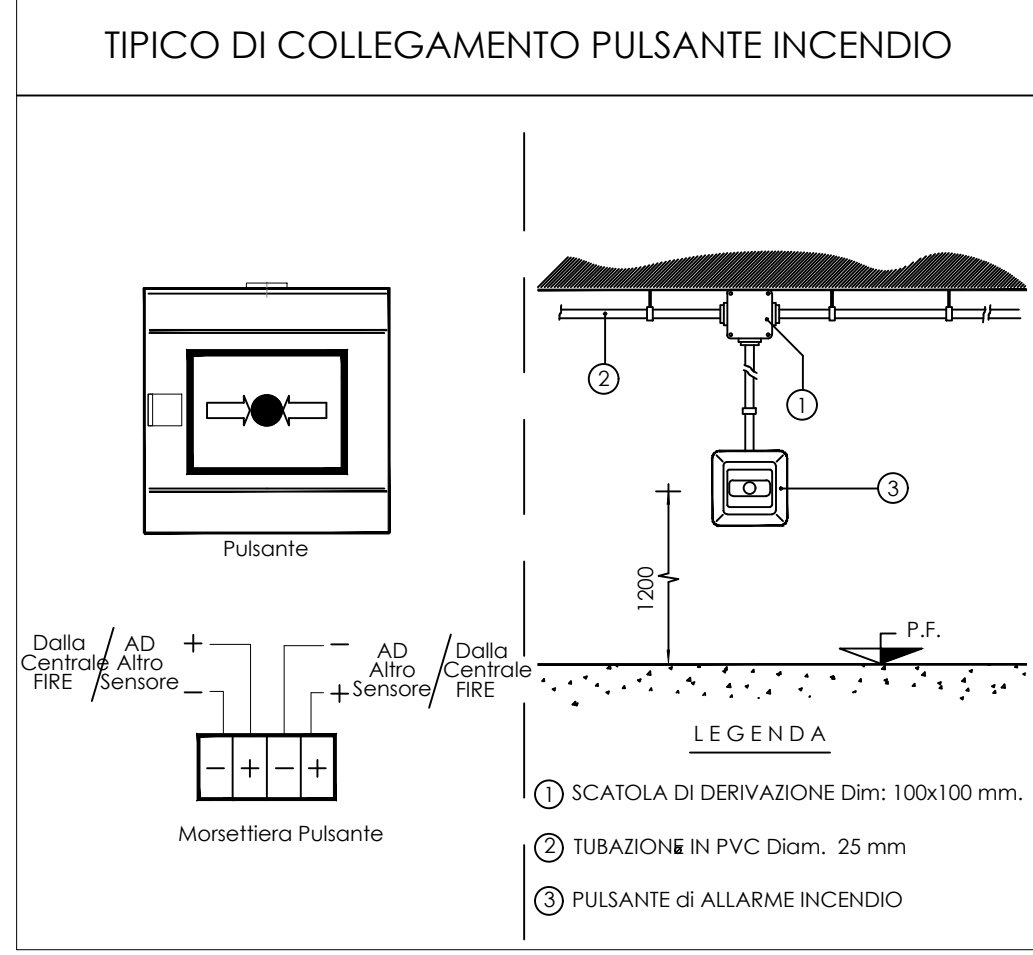 TIPICO DI COLLEGAMENTO PULSANTE INCENDIO
Pulsante
Dalla
Centrale
FIRE
/
AD
Altro
Sensore
+
−
−
+
AD
Altro
Sensore
/
Dalla
Centrale
FIRE
− + − +
Morsettiera Pulsante
2
1
3
1200
P.F.
LEGENDA
1 SCATOLA DI DERIVAZIONE Dim: 100x100 mm.
2 TUBAZIONE IN PVC Diam. 25 mm
3 PULSANTE di ALLARME INCENDIO